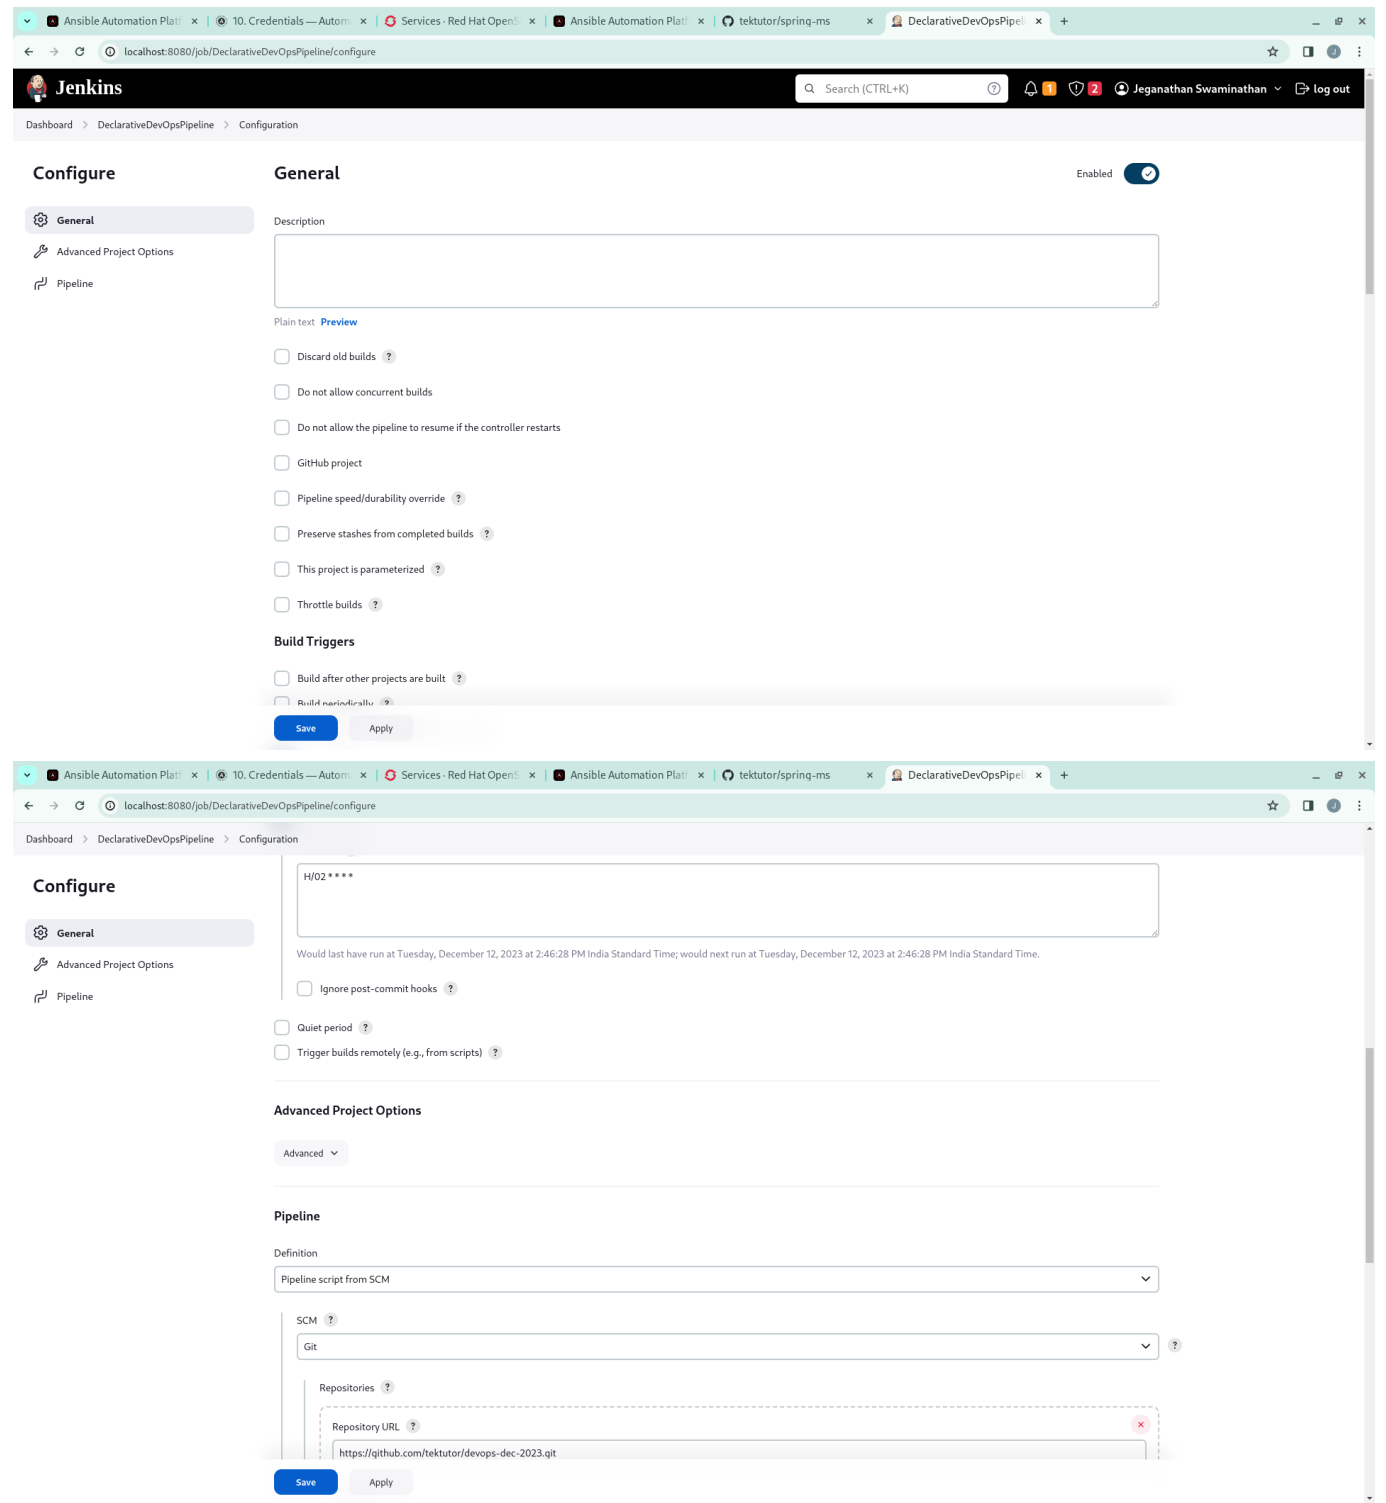 Ansible Automation Platf
10. Credentials — Autom
Services · Red Hat OpenS
Ansible Automation Platf
tektutor/spring-ms
DeclarativeDevOpsPipeli
localhost:8080/job/DeclarativeDevOpsPipeline/configure
J
Jenkins
Search (CTRL+K)
1
2
Jeganathan Swaminathan
log out
Dashboard > DeclarativeDevOpsPipeline > Configuration
Configure
General
Advanced Project Options
Pipeline
General
Enabled
Description
Plain text Preview
Discard old builds ?
Do not allow concurrent builds
Do not allow the pipeline to resume if the controller restarts
GitHub project
Pipeline speed/durability override ?
Preserve stashes from completed builds ?
This project is parameterized ?
Throttle builds ?
Build Triggers
Build after other projects are built ?
Build periodically ?
Save Apply
Ansible Automation Platf
10. Credentials — Autom
Services · Red Hat OpenS
Ansible Automation Platf
tektutor/spring-ms
DeclarativeDevOpsPipeli
localhost:8080/job/DeclarativeDevOpsPipeline/configure
J
Dashboard > DeclarativeDevOpsPipeline > Configuration
Configure
General
Advanced Project Options
Pipeline
H/02 * * * *
Would last have run at Tuesday, December 12, 2023 at 2:46:28 PM India Standard Time; would next run at Tuesday, December 12, 2023 at 2:46:28 PM India Standard Time.
Ignore post-commit hooks ?
Quiet period ?
Trigger builds remotely (e.g., from scripts) ?
Advanced Project Options
Advanced
Pipeline
Definition
Pipeline script from SCM
SCM ?
Git
?
Repositories ?
Repository URL ?
https://github.com/tektutor/devops-dec-2023.git
Save Apply